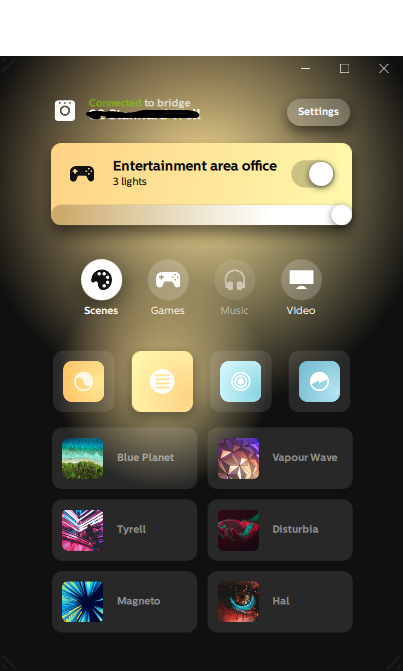 Connected to bridge
Settings
Entertainment area office
3 lights
Scenes
Games
Music
Video
Blue Planet
Vapour Wave
Tyrell
Disturbia
Magneto
Hal